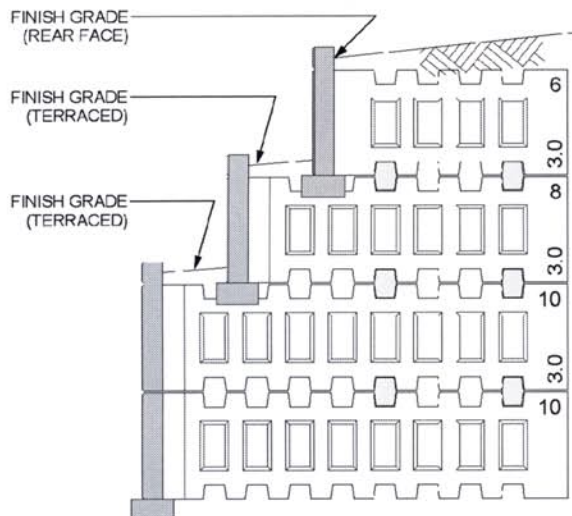 FINISH GRADE
(REAR FACE)
FINISH GRADE
(TERRACED)
FINISH GRADE
(TERRACED)
6
3.0
8
3.0
10
3.0
10